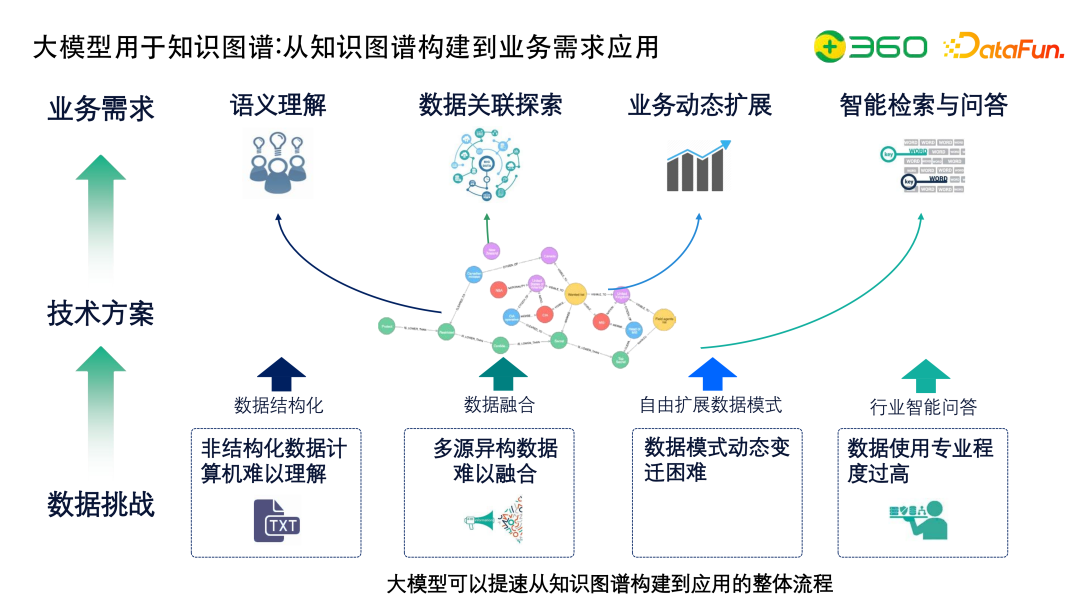 大模型用于知识图谱:从知识图谱构建到业务需求应用
360
DataFun.
业务需求
语义理解
数据关联探索
业务动态扩展
智能检索与问答
key
WORD
key
WORD
技术方案
数据结构化
数据融合
自由扩展数据模式
行业智能问答
数据挑战
非结构化数据计
算机难以理解
TXT
多源异构数据
难以融合
数据模式动态变
迁困难
数据使用专业程
度过高
大模型可以提速从知识图谱构建到应用的整体流程